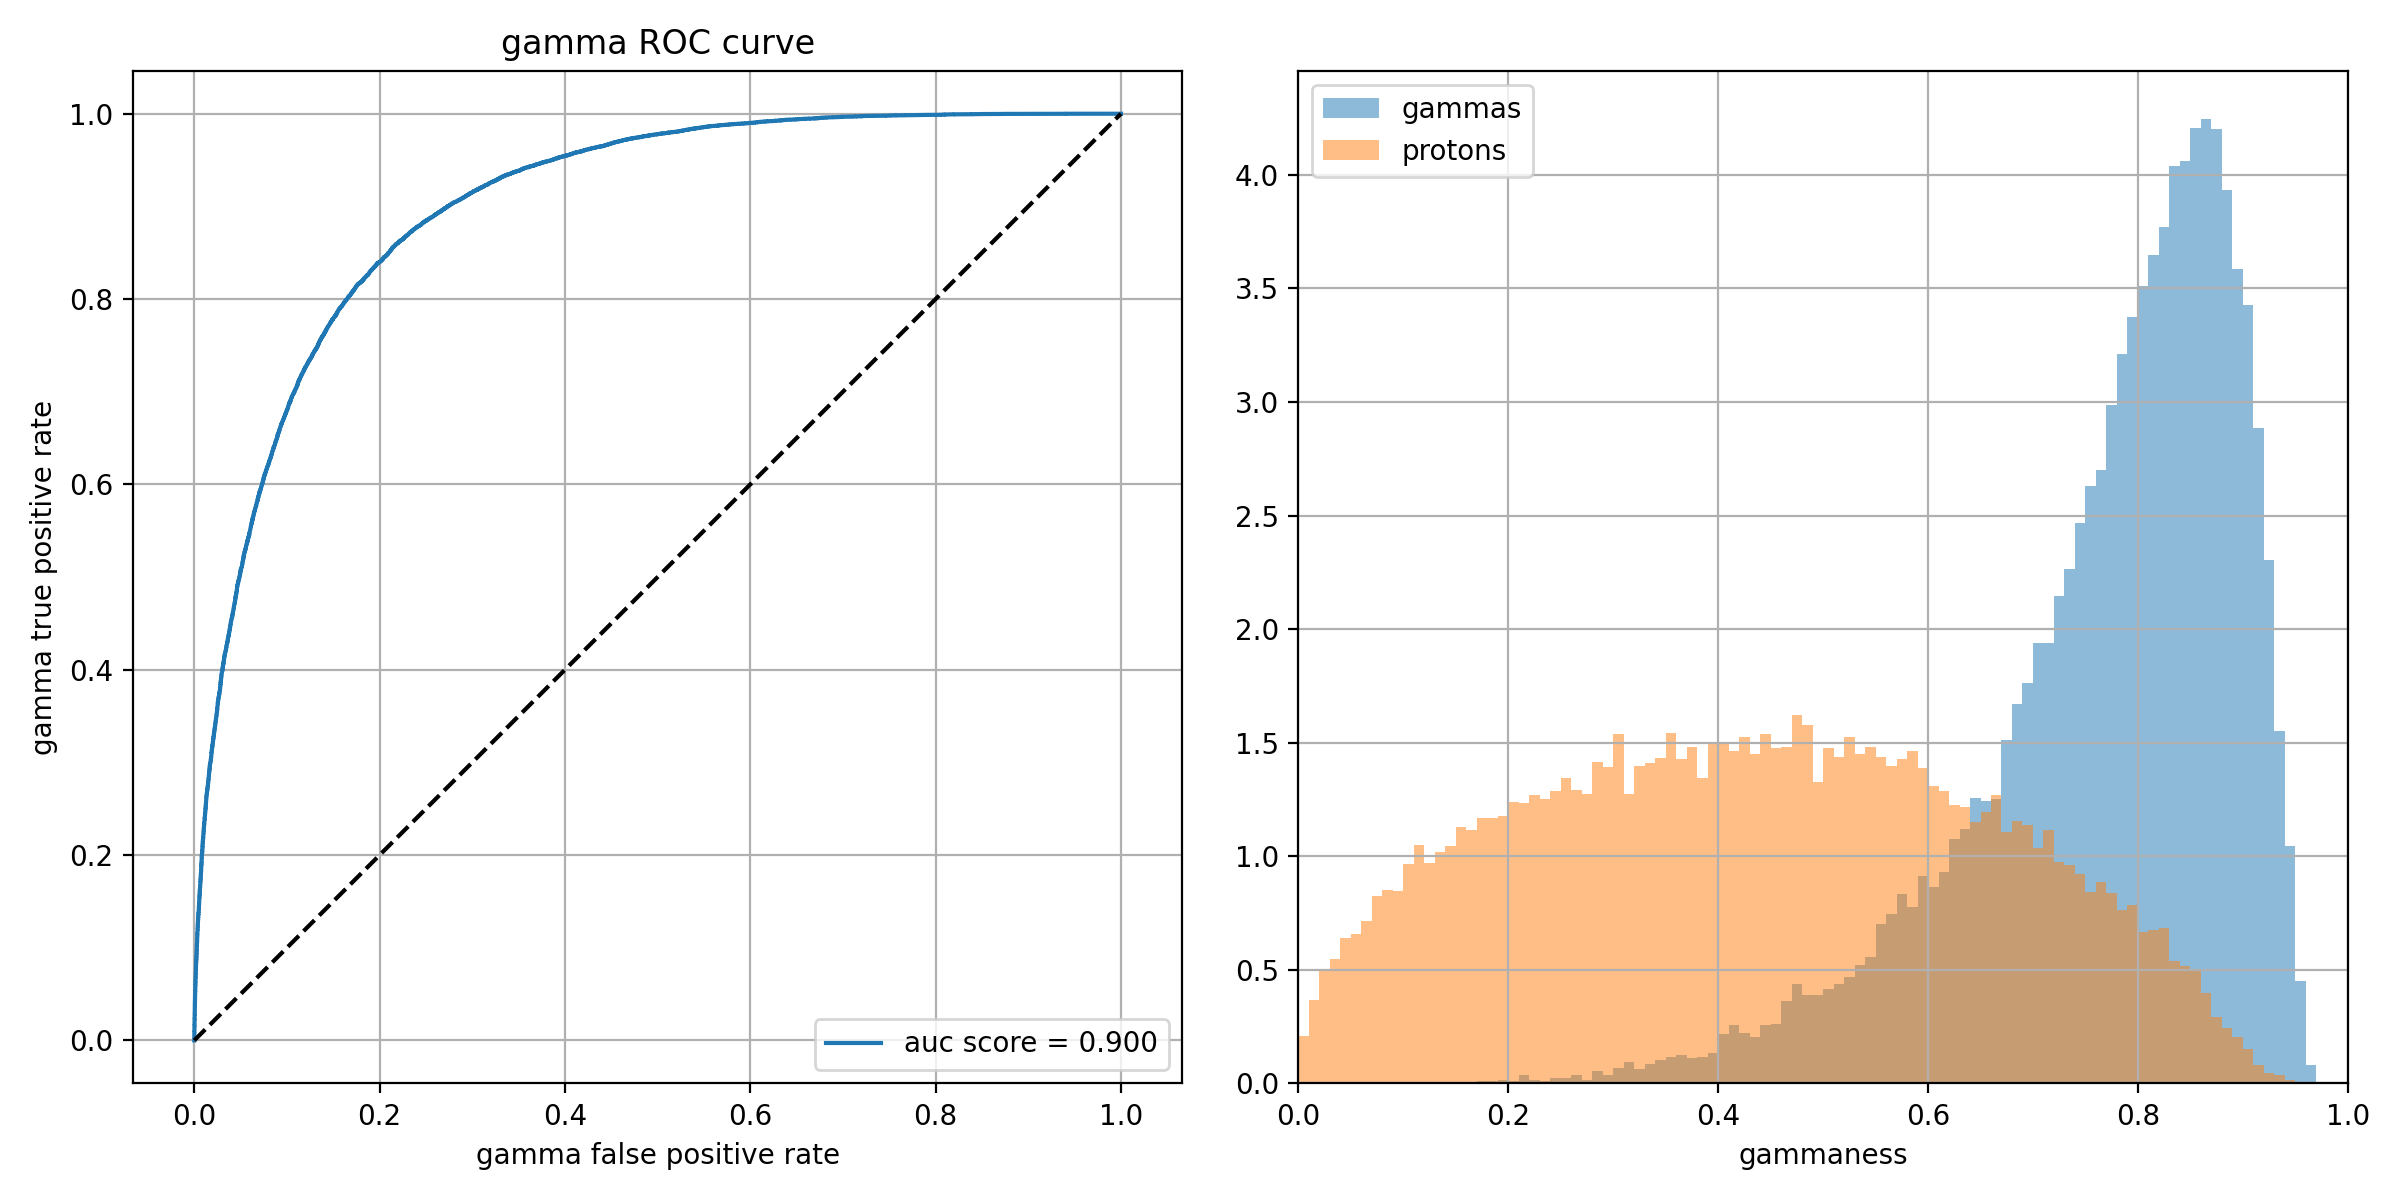 gamma ROC curve
gamma true positive rate
1.0
0.8
0.6
0.4
0.2
0.0
auc score = 0.900
0.0 0.2 0.4 0.6 0.8 1.0
gamma false positive rate
gammas
protons
4.0
3.5
3.0
2.5
2.0
1.5
1.0
0.5
0.0
0.0 0.2 0.4 0.6 0.8 1.0
gammaness